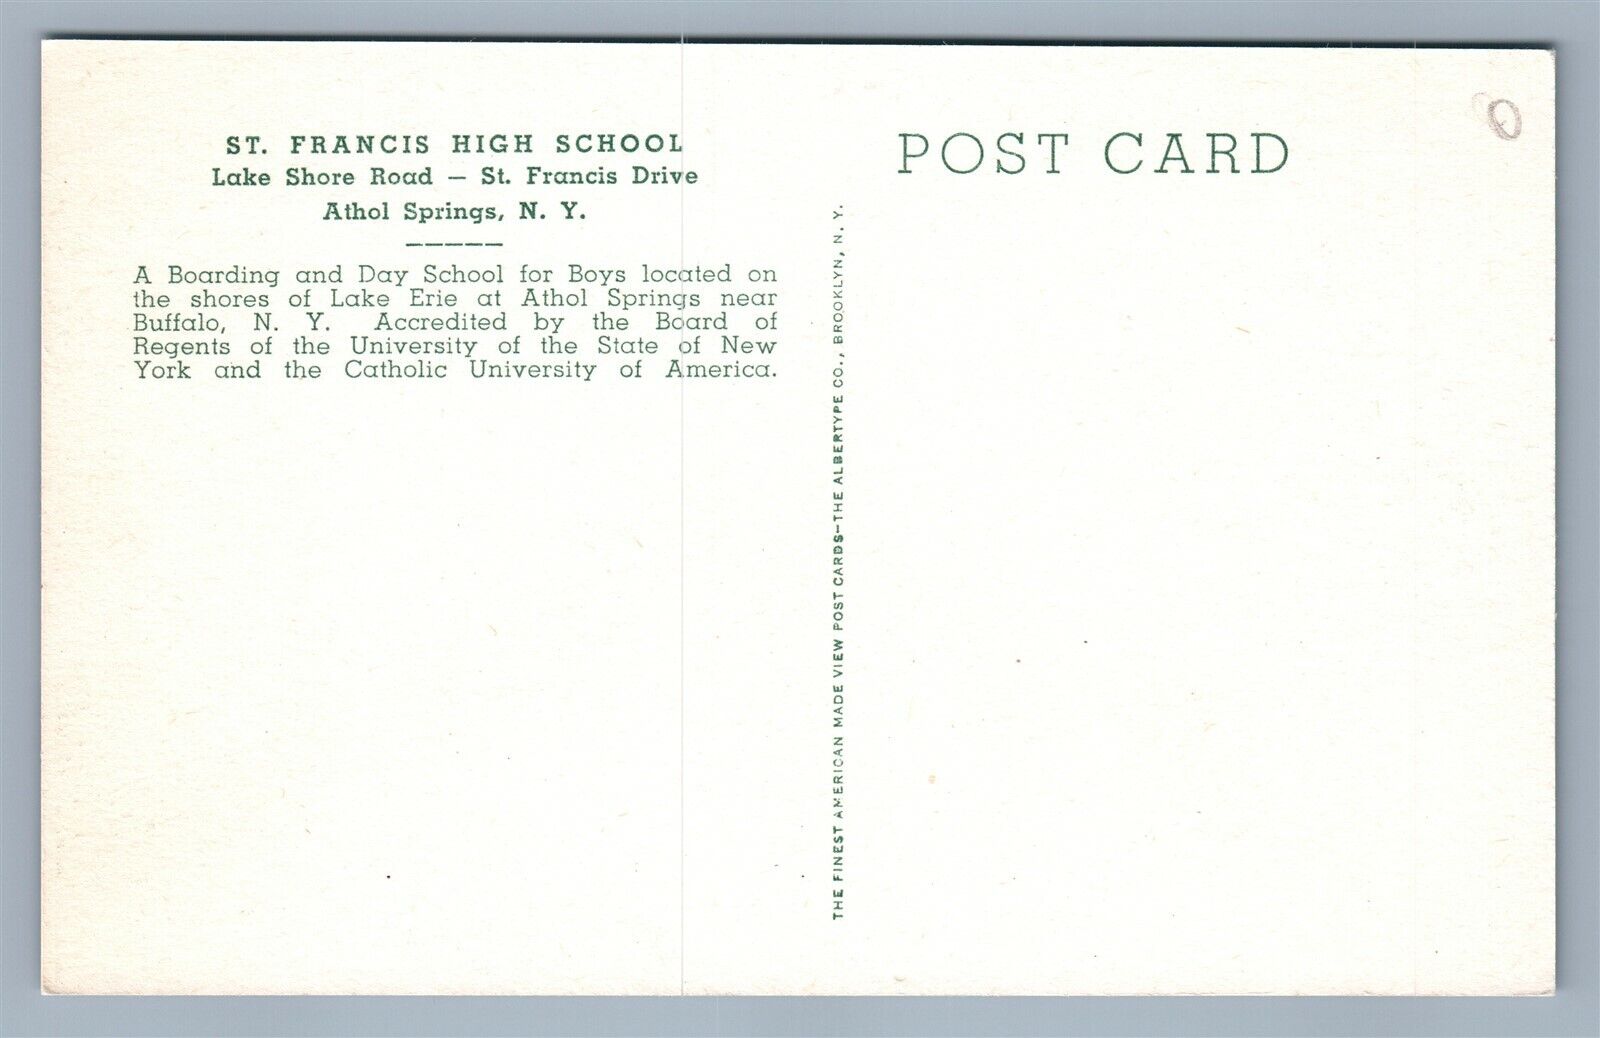 ST. FRANCIS HIGH SCHOOL
Lake Shore Road — St. Francis Drive
Athol Springs, N. Y.
A Boarding and Day School for Boys located on
the shores of Lake Erie at Athol Springs near
Buffalo, N. Y. Accredited by the Board of
Regents of the University of the State of New
York and the Catholic University of America.
THE FINEST AMERICAN MADE VIEW POST CARDS—THE ALBERTYPE CO., BROOKLYN, N. Y.
POST CARD